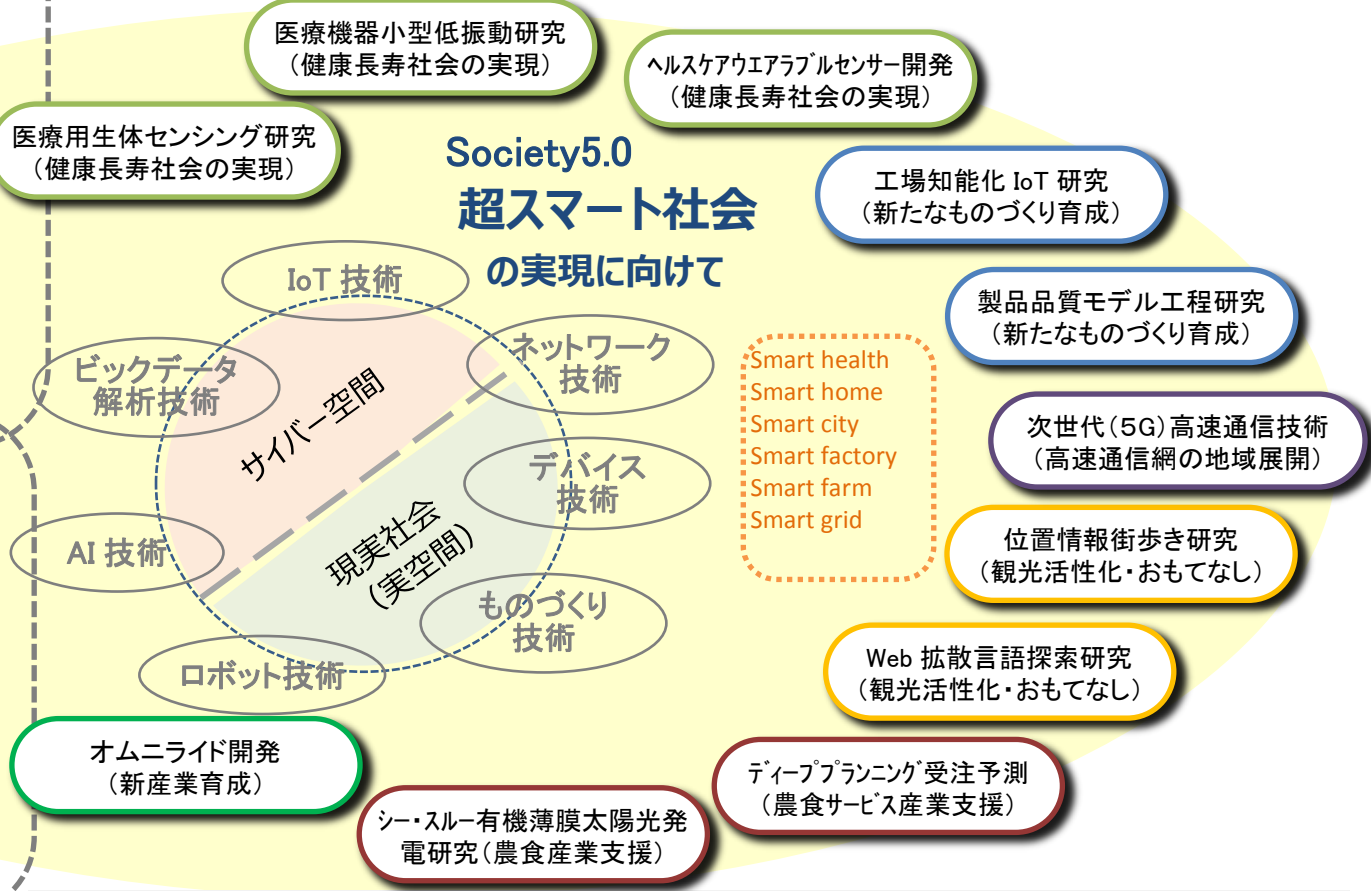 医療機器小型低振動研究
(健康長寿社会の実現)
ヘルスケアウエアラブルセンサー開発
(健康長寿社会の実現)
医療用生体センシング研究
(健康長寿社会の実現)
Society5.0
超スマート社会
の実現に向けて
工場知能化 IoT 研究
(新たなものづくり育成)
製品品質モデル工程研究
(新たなものづくり育成)
次世代(5G)高速通信技術
(高速通信網の地域展開)
位置情報街歩き研究
(観光活性化・おもてなし)
Web 拡散言語探索研究
(観光活性化・おもてなし)
ディーププランニング受注予測
(農食サービス産業支援)
シー・スルー有機薄膜太陽光発
電研究(農食産業支援)
オムニライド開発
(新産業育成)
IoT 技術
ネットワーク
技術
ビックデータ
解析技術
サイバー空間
デバイス
技術
現実社会
(実空間)
AI 技術
ものづくり
技術
ロボット技術
Smart health
Smart home
Smart city
Smart factory
Smart farm
Smart grid